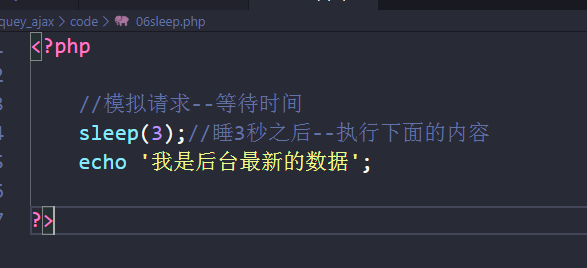 quey_ajax > code > 06sleep.php
<?php
//模拟请求--等待时间
sleep(3);//睡3秒之后--执行下面的内容
echo '我是后台最新的数据';
?>